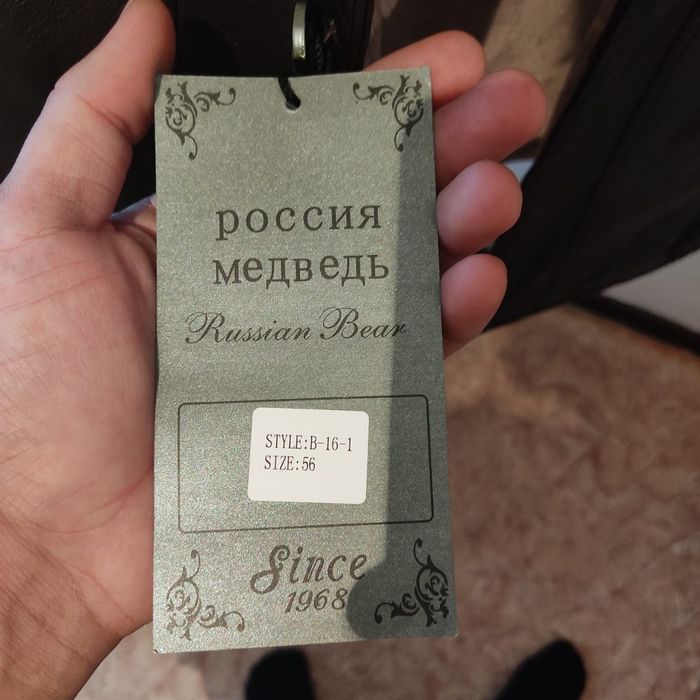 россия
медведь
Russian Bear
STYLE:B-16-1
SIZE:56
Since
1968